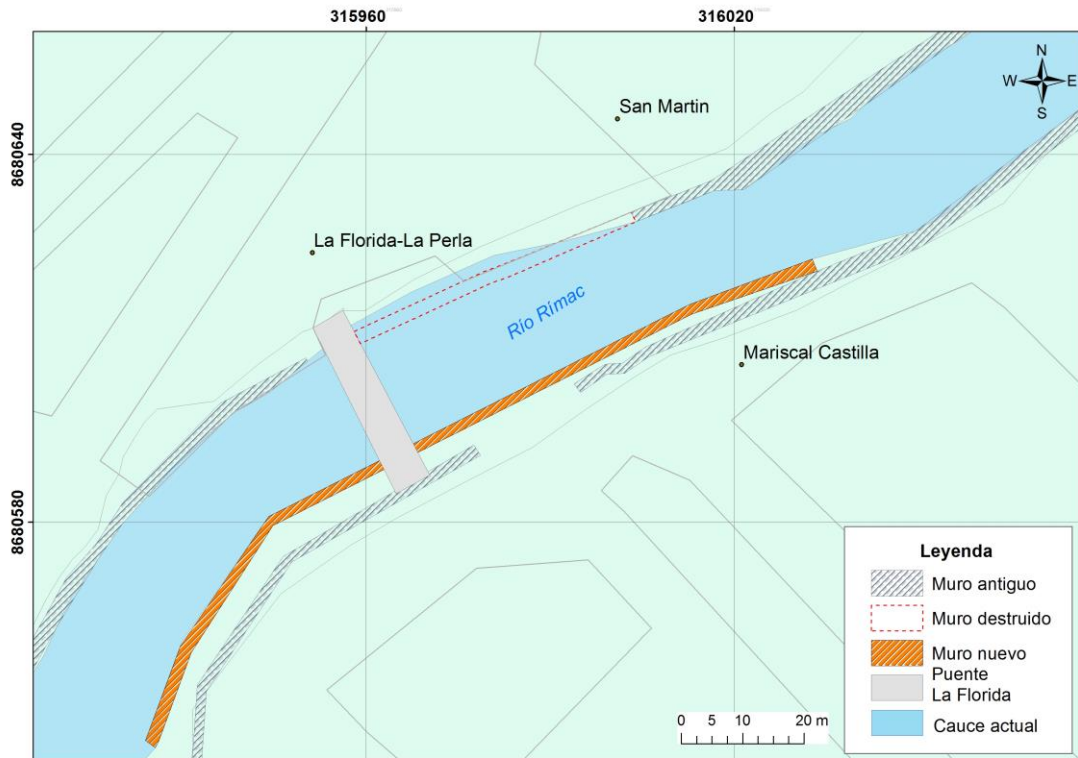 315960
316020
N
W E
S
San Martin
8680640
La Florida-La Perla
Río Rímac
Mariscal Castilla
8680580
Leyenda
Muro antiguo
Muro destruido
Muro nuevo
Puente
La Florida
Cauce actual
0 5 10 20 m